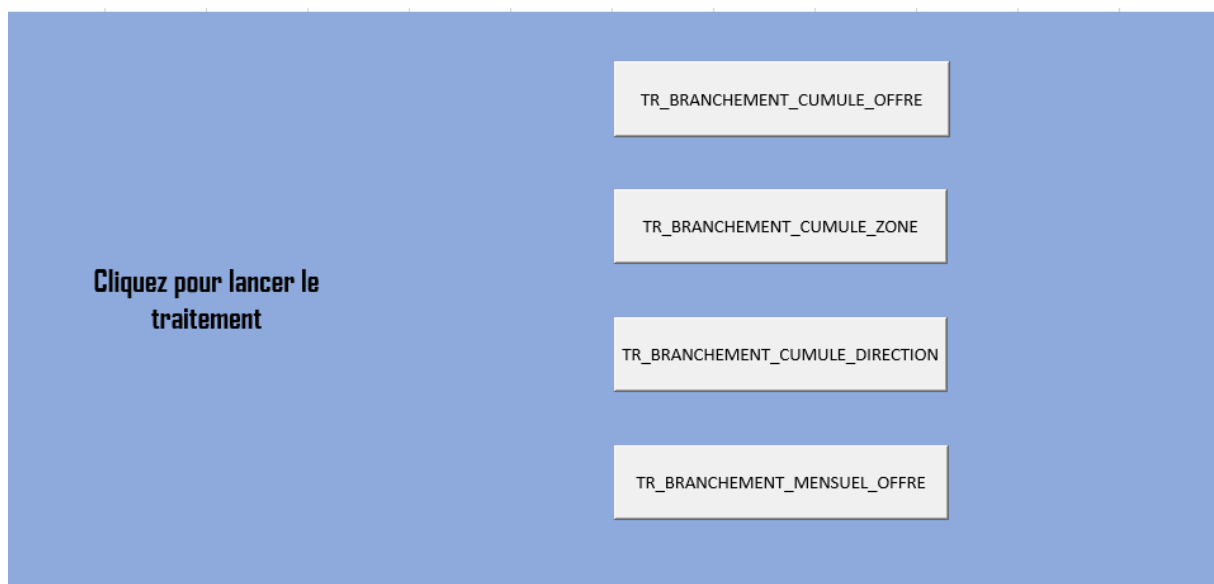 TR_BRANCHEMENT_CUMULE_OFFRE
TR_BRANCHEMENT_CUMULE_ZONE
Cliquez pour lancer le
traitement
TR_BRANCHEMENT_CUMULE_DIRECTION
TR_BRANCHEMENT_MENSUEL_OFFRE